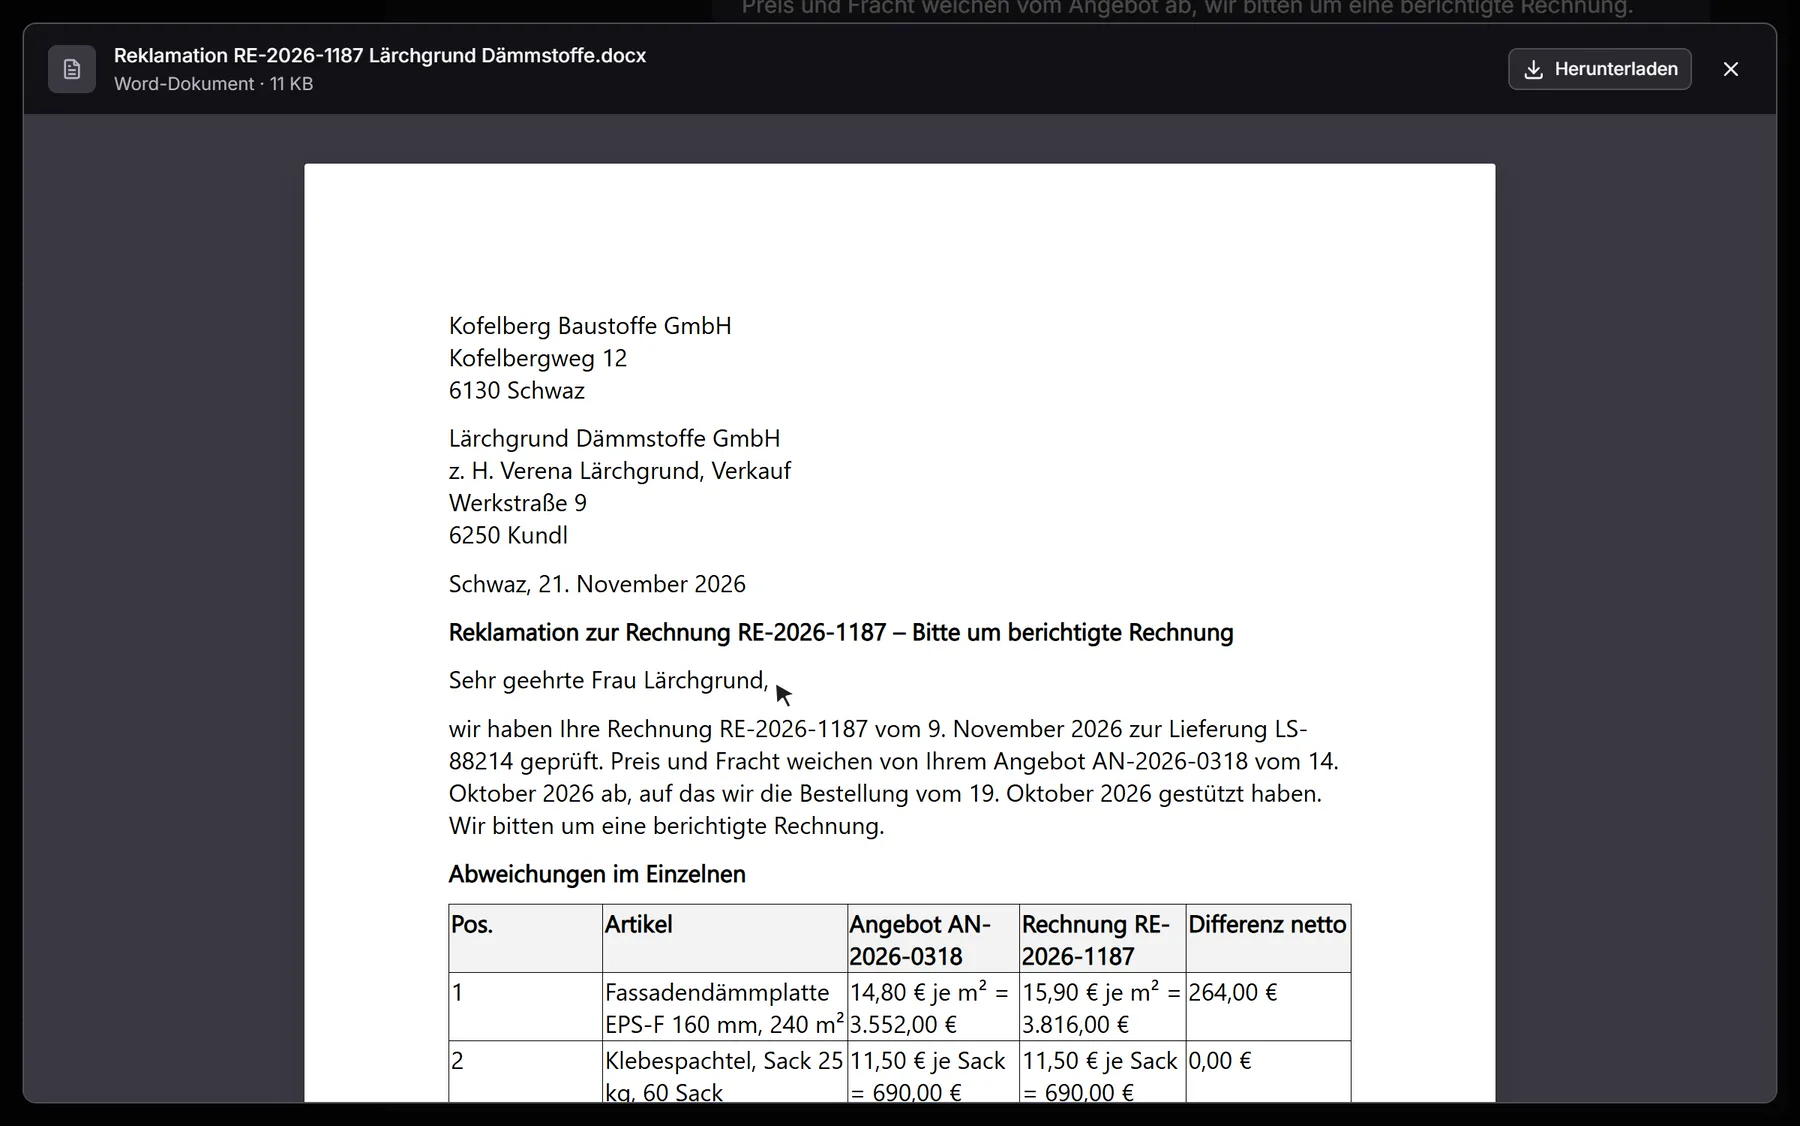 Preis und Fracht weichen vom Angebot ab, wir bitten um eine berichtigte Rechnung.
Reklamation RE-2026-1187 Lärchgrund Dämmstoffe.docx
Word-Dokument · 11 KB
Herunterladen
Kofelberg Baustoffe GmbH
Kofelbergweg 12
6130 Schwaz
Lärchgrund Dämmstoffe GmbH
z. H. Verena Lärchgrund, Verkauf
Werkstraße 9
6250 Kundl
Schwaz, 21. November 2026
Reklamation zur Rechnung RE-2026-1187 – Bitte um berichtigte Rechnung
Sehr geehrte Frau Lärchgrund,
wir haben Ihre Rechnung RE-2026-1187 vom 9. November 2026 zur Lieferung LS-
88214 geprüft. Preis und Fracht weichen von Ihrem Angebot AN-2026-0318 vom 14.
Oktober 2026 ab, auf das wir die Bestellung vom 19. Oktober 2026 gestützt haben.
Wir bitten um eine berichtigte Rechnung.
Abweichungen im Einzelnen
Pos. Artikel Angebot AN- Rechnung RE- Differenz netto
2026-0318 2026-1187
1 Fassadendämmplatte 14,80 € je m² = 15,90 € je m² = 264,00 €
EPS-F 160 mm, 240 m² 3.552,00 € 3.816,00 €
2 Klebespachtel, Sack 25 11,50 € je Sack 11,50 € je Sack 0,00 €
kg, 60 Sack = 690,00 € = 690,00 €